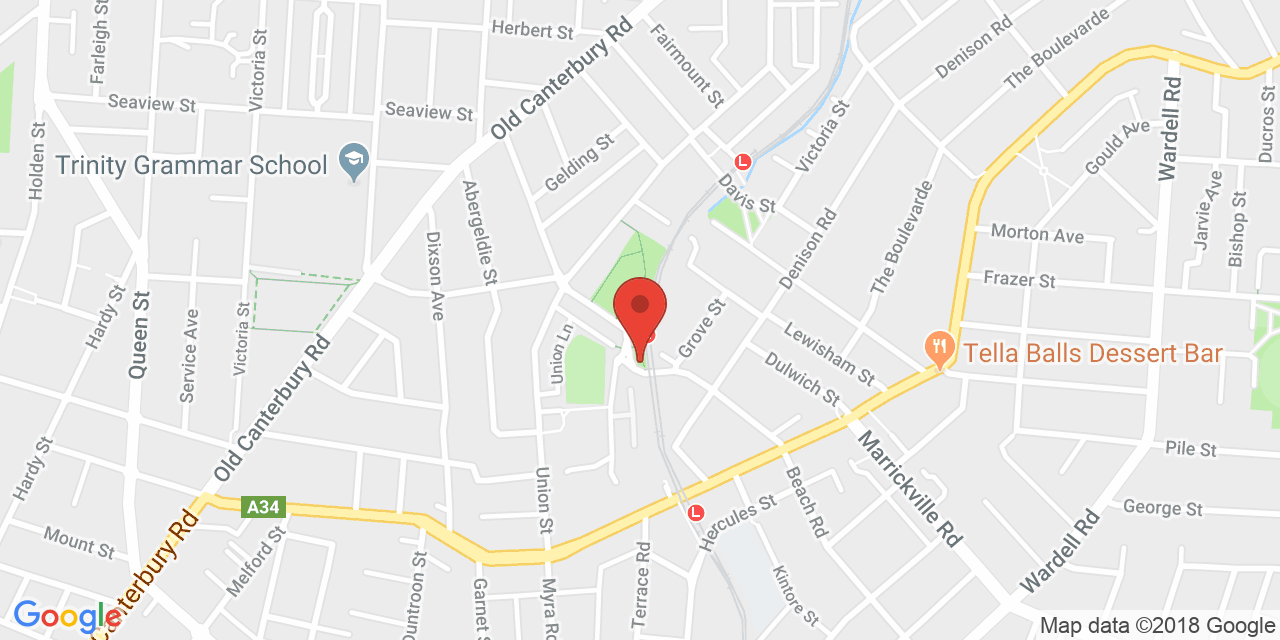 Herbert St
Farleigh St
Victoria St
Old Canterbury Rd
Fairmount St
Denison Rd
The Boulevarde
Seaview St
Seaview St
Wardell Rd
Ducros St
Gould Ave
Victoria St
Holden St
Trinity Grammar School
Gelding St
L
Davis St
Abergeldie St
Jarvie Ave
Bishop St
Denison Rd
The Boulevarde
Morton Ave
Dixson Ave
Frazer St
Hardy St
Queen St
Service Ave
Victoria St
Union Ln
Grove St
Lewisham St
Dulwich St
Tella Balls Dessert Bar
Old Canterbury Rd
Hardy St
Marrickville Rd
Pile St
A34
Union St
Beach Rd
George St
L
Hercules St
Mount St
Canterbury Rd
Melford St
Duntroon St
Garnet S
Myra Rd
Terrace Rd
Kintore St
Wardell Rd
Google
Map data ©2018 Google